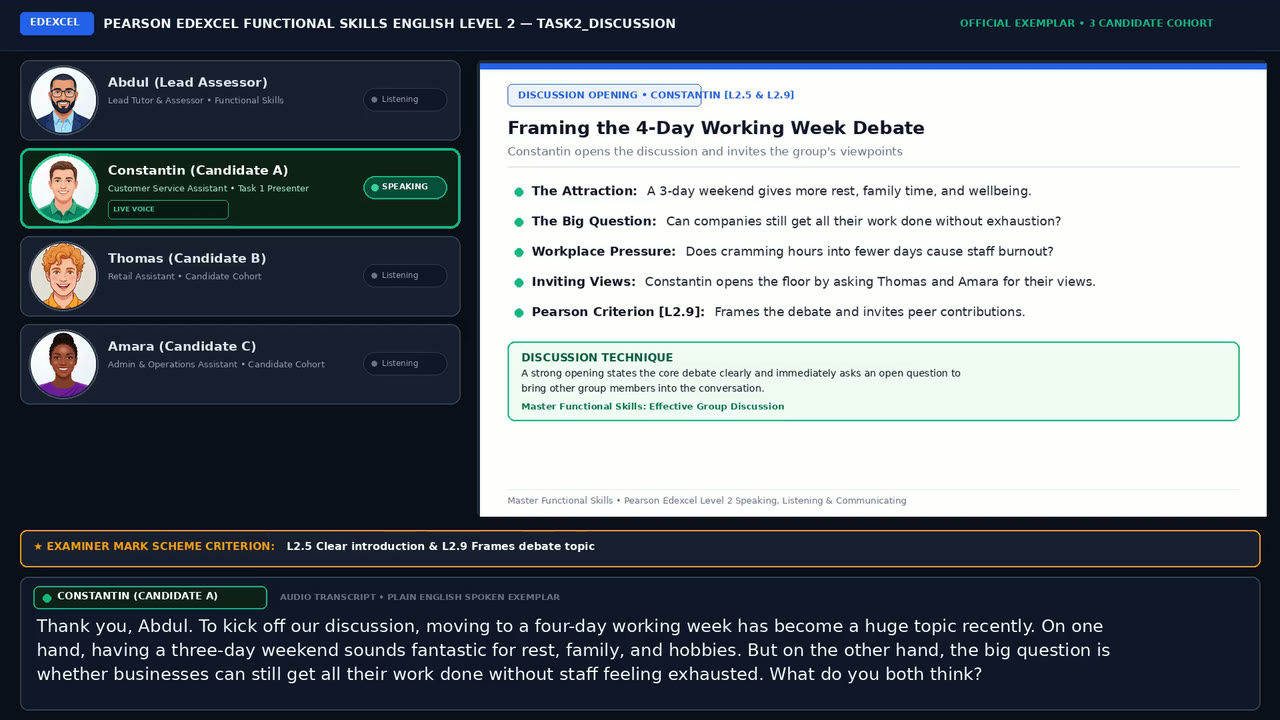 EDEXCEL
PEARSON EDEXCEL FUNCTIONAL SKILLS ENGLISH LEVEL 2 — TASK2_DISCUSSION
OFFICIAL EXEMPLAR • 3 CANDIDATE COHORT
Abdul (Lead Assessor)
Lead Tutor & Assessor • Functional Skills
Listening
Constantin (Candidate A)
Customer Service Assistant • Task 1 Presenter
SPEAKING
LIVE VOICE
Thomas (Candidate B)
Retail Assistant • Candidate Cohort
Listening
Amara (Candidate C)
Admin & Operations Assistant • Candidate Cohort
Listening
DISCUSSION OPENING • CONSTANTIN [L2.5 & L2.9]
Framing the 4-Day Working Week Debate
Constantin opens the discussion and invites the group's viewpoints
The Attraction: A 3-day weekend gives more rest, family time, and wellbeing.
The Big Question: Can companies still get all their work done without exhaustion?
Workplace Pressure: Does cramming hours into fewer days cause staff burnout?
Inviting Views: Constantin opens the floor by asking Thomas and Amara for their views.
Pearson Criterion [L2.9]: Frames the debate and invites peer contributions.
DISCUSSION TECHNIQUE
A strong opening states the core debate clearly and immediately asks an open question to
bring other group members into the conversation.
Master Functional Skills: Effective Group Discussion
Master Functional Skills • Pearson Edexcel Level 2 Speaking, Listening & Communicating
★ EXAMINER MARK SCHEME CRITERION: L2.5 Clear introduction & L2.9 Frames debate topic
CONSTANTIN (CANDIDATE A)
AUDIO TRANSCRIPT • PLAIN ENGLISH SPOKEN EXEMPLAR
Thank you, Abdul. To kick off our discussion, moving to a four-day working week has become a huge topic recently. On one
hand, having a three-day weekend sounds fantastic for rest, family, and hobbies. But on the other hand, the big question is
whether businesses can still get all their work done without staff feeling exhausted. What do you both think?